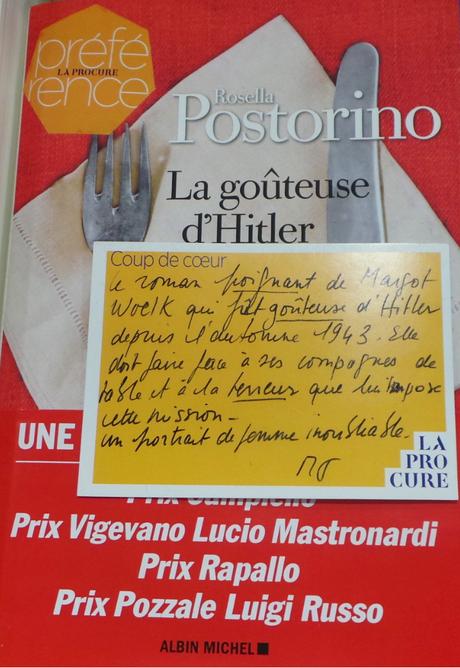 préfé
LA PROCURE
rence
Rosella
Postorino
La goûteuse
d'Hitler
Coup de cœur
Le roman poignant de Margot
Woelk qui fût goûteuse d'Hitler
depuis l'automne 1943. Elle
doit faire face à ses compagnes de
table et à la terreur que lui impose
cette mission -
un portrait de femme inoubliable.
LA
PRO
CURE
UNE
Prix Campiello
Prix Vigevano Lucio Mastronardi
Prix Rapallo
Prix Pozzale Luigi Russo
ALBIN MICHEL